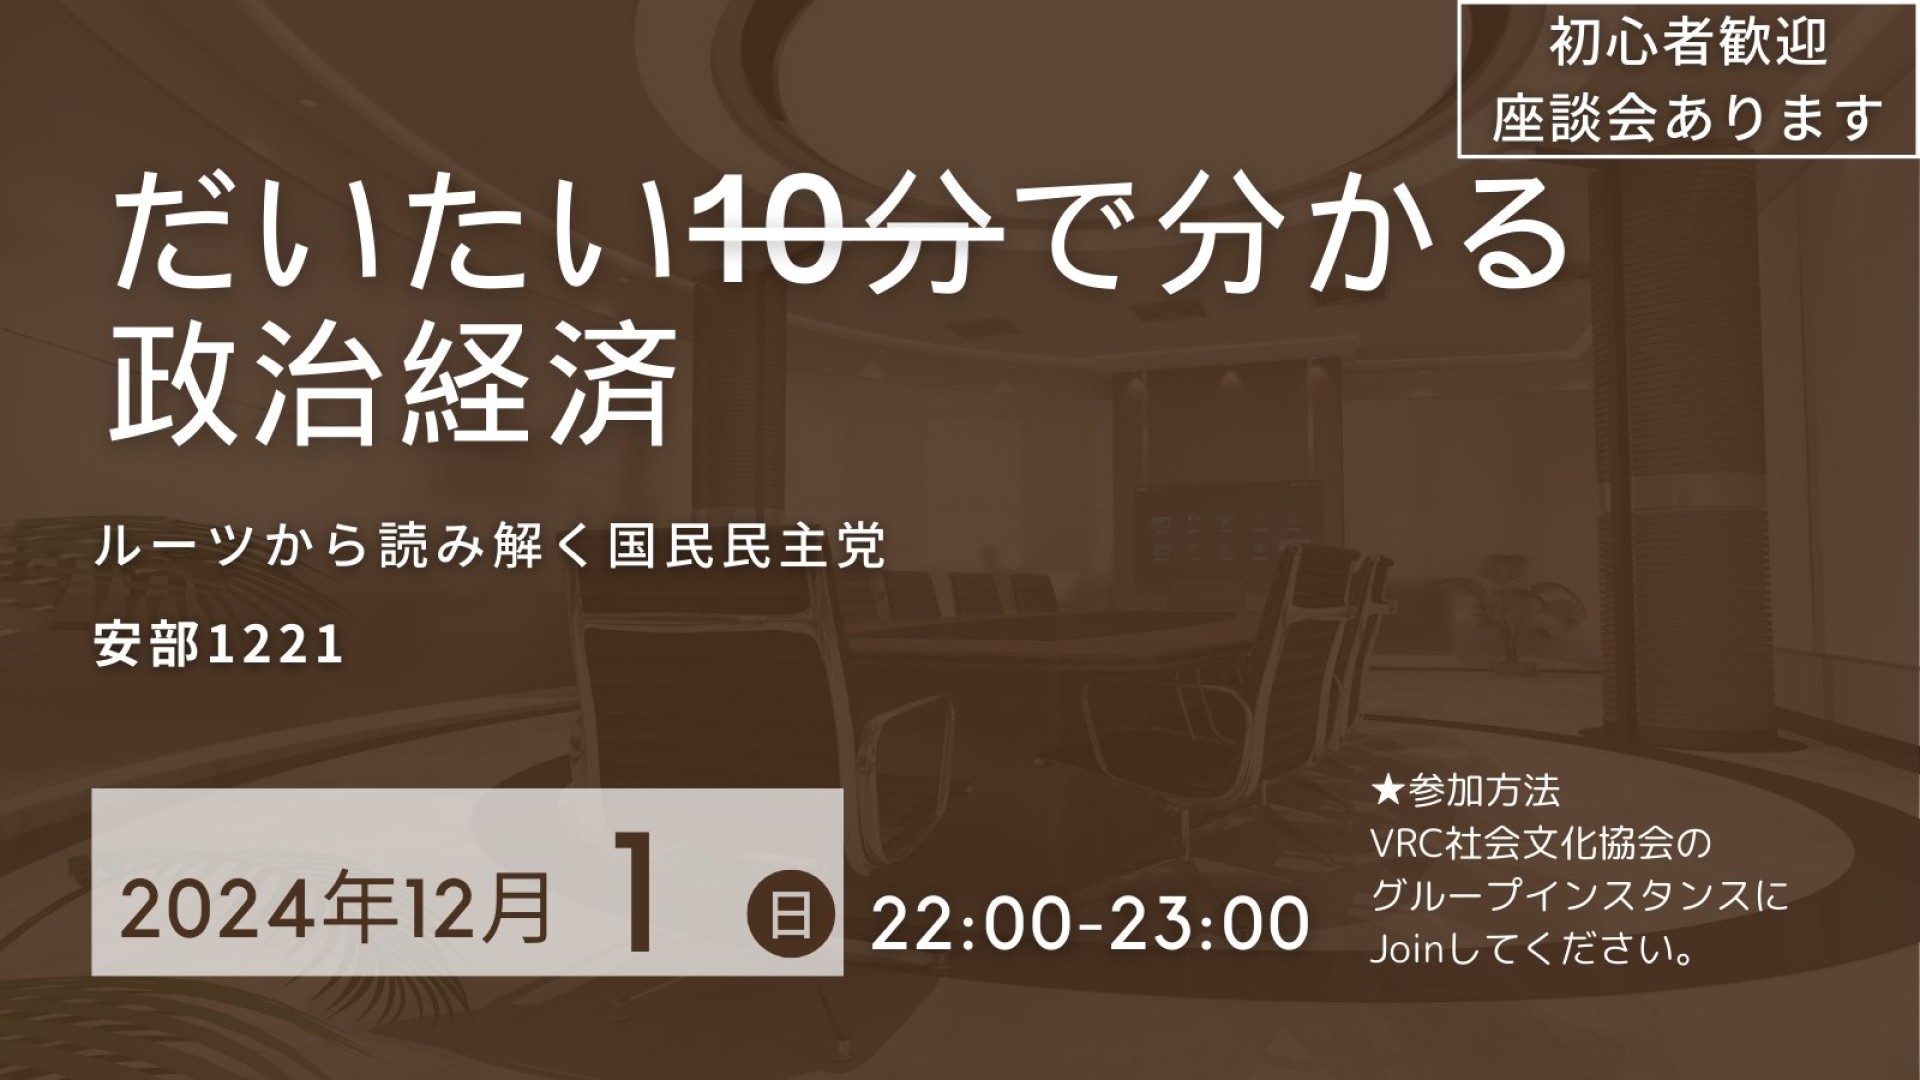 初心者歓迎
座談会あります
だいたい10分で分かる
政治経済
ルーツから読み解く国民民主党
安部1221
2024年12月 1 日 22:00-23:00
★参加方法
VRC社会文化協会の
グループインスタンスに
Joinしてください。